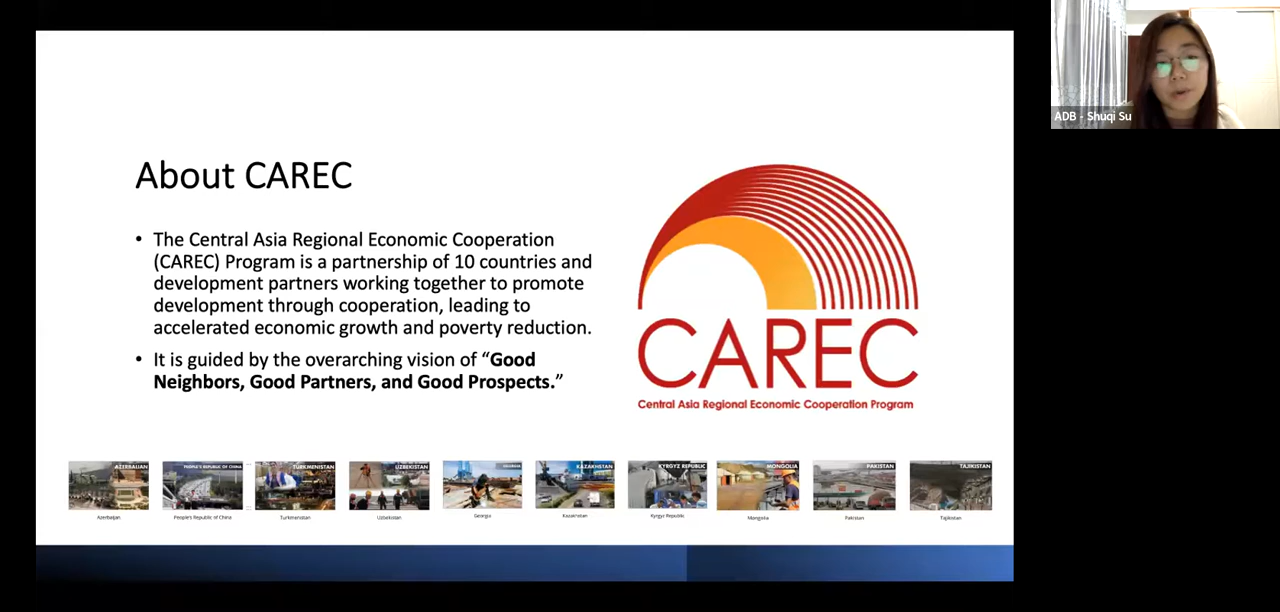 ADB - Shuqi Su
About CAREC
• The Central Asia Regional Economic Cooperation
(CAREC) Program is a partnership of 10 countries and
development partners working together to promote
development through cooperation, leading to
accelerated economic growth and poverty reduction.
• It is guided by the overarching vision of “Good
Neighbors, Good Partners, and Good Prospects.”
CAREC
Central Asia Regional Economic Cooperation Program
AZERBAIJAN
PEOPLE'S REPUBLIC OF CHINA
TURKMENISTAN
UZBEKISTAN
GEORGIA
KAZAKHSTAN
KYRGYZ REPUBLIC
MONGOLIA
PAKISTAN
TAJIKISTAN
Azerbaijan
People's Republic of China
Turkmenistan
Uzbekistan
Georgia
Kazakhstan
Kyrgyz Republic
Mongolia
Pakistan
Tajikistan